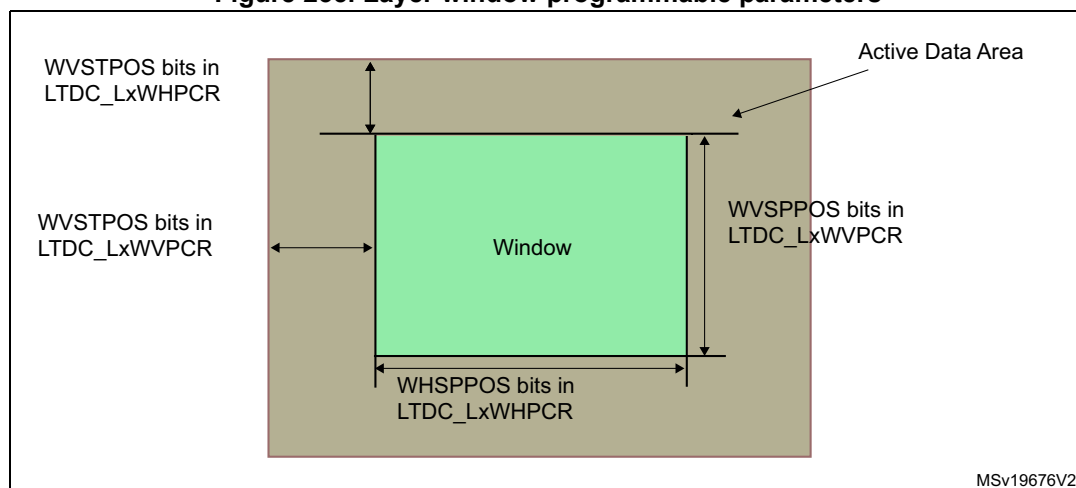 Figure 263. Layer window programmable parameters
WVSTPOS bits in
LTDC_LxWHPCR
Active Data Area
WVSTPOS bits in
LTDC_LxWVPCR
Window
WVSPPOS bits in
LTDC_LxWVPCR
WHSPPOS bits in
LTDC_LxWHPCR
MSv19676V2